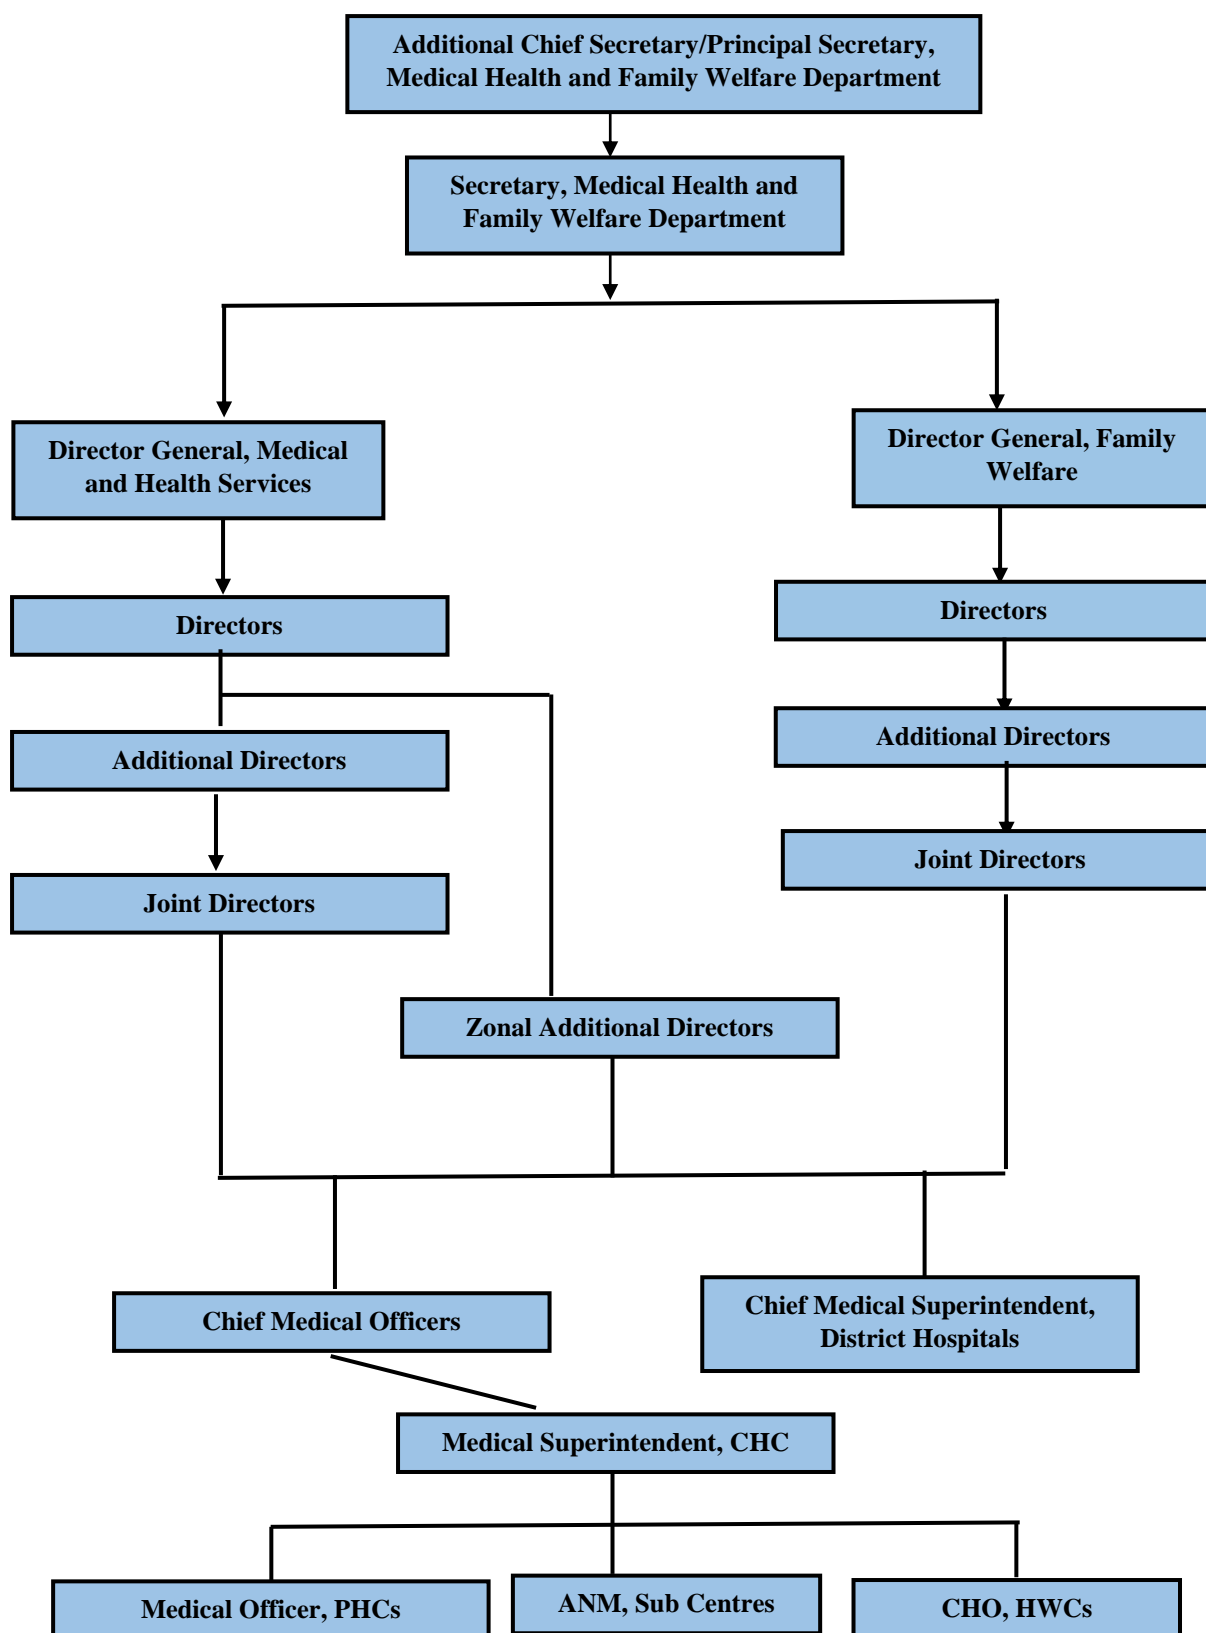 Additional Chief Secretary/Principal Secretary,
Medical Health and Family Welfare Department
Secretary, Medical Health and
Family Welfare Department
Director General, Medical
and Health Services
Director General, Family
Welfare
Directors
Directors
Additional Directors
Additional Directors
Joint Directors
Joint Directors
Zonal Additional Directors
Chief Medical Officers
Chief Medical Superintendent,
District Hospitals
Medical Superintendent, CHC
Medical Officer, PHCs
ANM, Sub Centres
CHO, HWCs